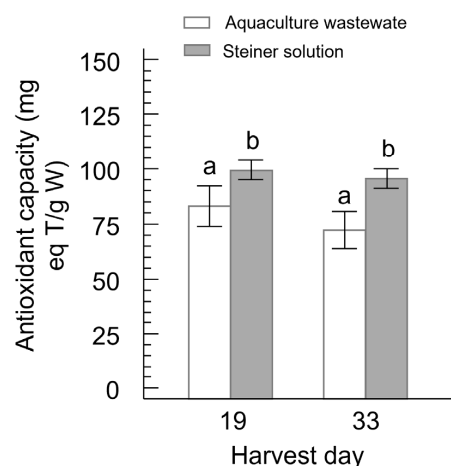 Aquaculture wastewate
Steiner solution
Antioxidant capacity (mg
eq T/g W)
150
125
100
75
50
25
0
a
b
a
b
19
33
Harvest day